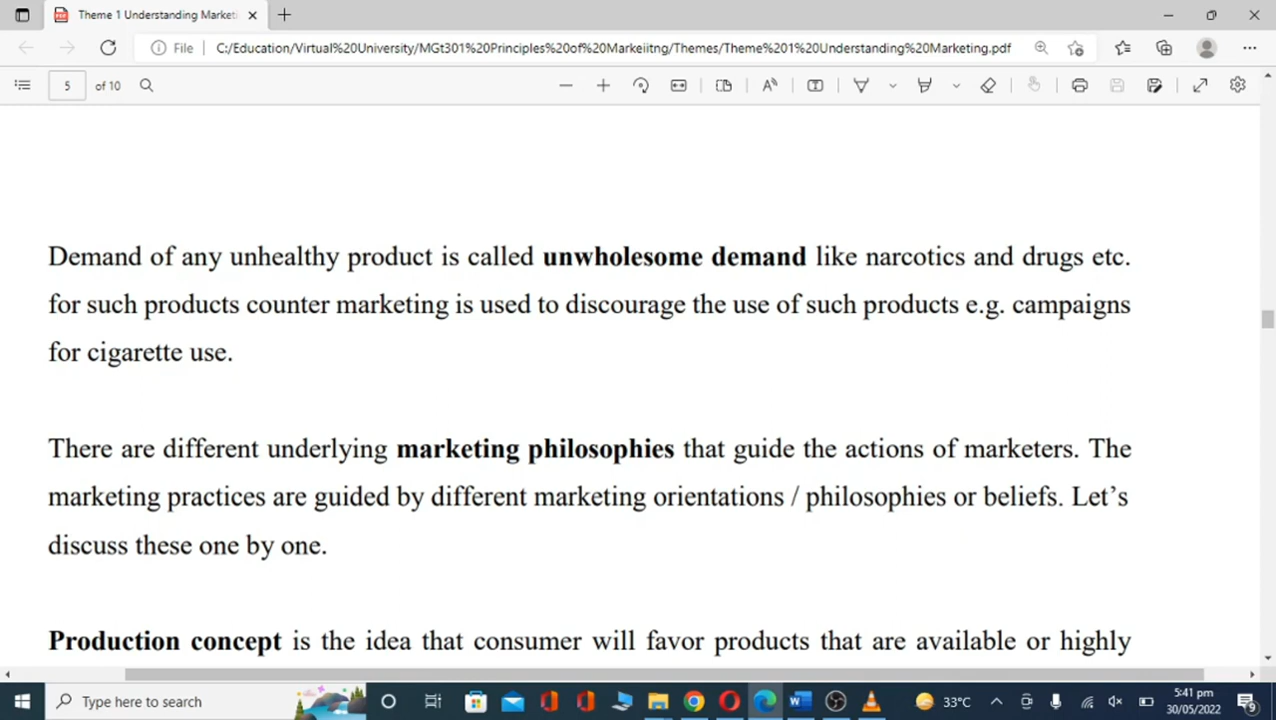 Theme 1 Understanding Marketi
File
C:/Education/Virtual%20University/MGt301%20Principles%20of%20Markeiitng/Themes/Theme%201%20Understanding%20Marketing.pdf
5 of 10
Demand of any unhealthy product is called unwholesome demand like narcotics and drugs etc.
for such products counter marketing is used to discourage the use of such products e.g. campaigns
for cigarette use.
There are different underlying marketing philosophies that guide the actions of marketers. The
marketing practices are guided by different marketing orientations / philosophies or beliefs. Let’s
discuss these one by one.
Production concept is the idea that consumer will favor products that are available or highly
Type here to search
33°C
5:41 pm
30/05/2022
9